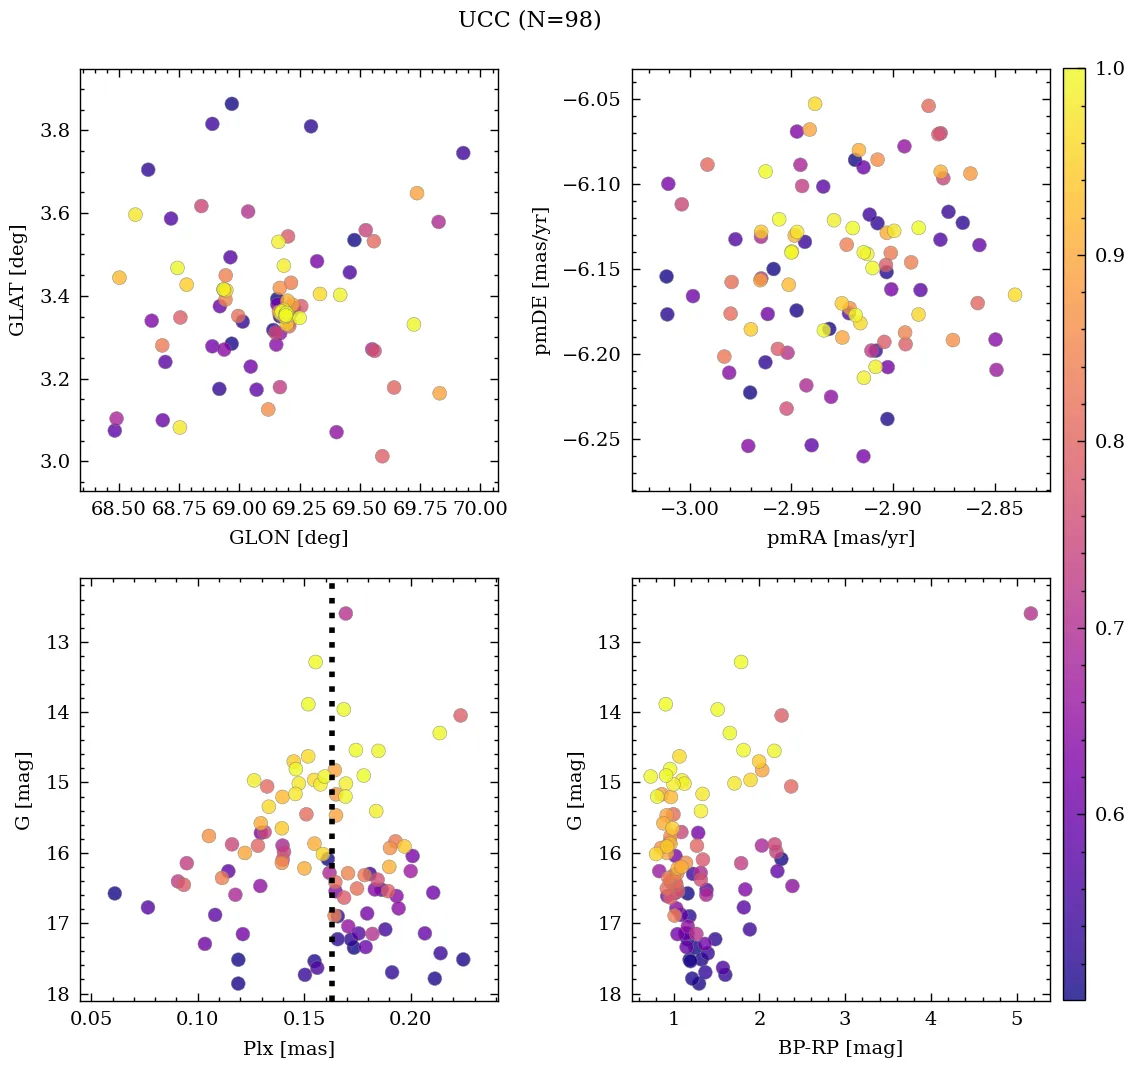 UCC (N=98)
3.8
3.6
3.4
3.2
3.0
GLAT [deg]
68.50 68.75 69.00 69.25 69.50 69.75 70.00
GLON [deg]
−6.05
−6.10
−6.15
−6.20
−6.25
pmDE [mas/yr]
−3.00 −2.95 −2.90 −2.85
pmRA [mas/yr]
1.0
0.9
0.8
0.7
0.6
13
14
15
16
17
18
G [mag]
0.05 0.10 0.15 0.20
Plx [mas]
13
14
15
16
17
18
G [mag]
1 2 3 4 5
BP-RP [mag]